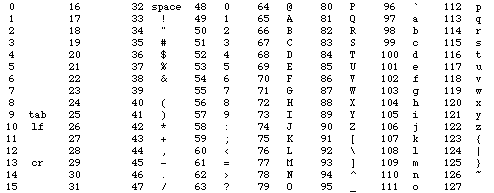 0 16 32 space 48 0 64 @ 80 P 96 ` 112 p
1 17 33 ! 49 1 65 A 81 Q 97 a 113 q
2 18 34 " 50 2 66 B 82 R 98 b 114 r
3 19 35 # 51 3 67 C 83 S 99 c 115 s
4 20 36 $ 52 4 68 D 84 T 100 d 116 t
5 21 37 % 53 5 69 E 85 U 101 e 117 u
6 22 38 & 54 6 70 F 86 V 102 f 118 v
7 23 39 55 7 71 G 87 W 103 g 119 w
8 24 40 ( 56 8 72 H 88 X 104 h 120 x
9 tab 25 41 ) 57 9 73 I 89 Y 105 i 121 y
10 lf 26 42 * 58 : 74 J 90 Z 106 j 122 z
11 27 43 + 59 ; 75 K 91 [ 107 k 123 {
12 28 44 , 60 < 76 L 92 \ 108 l 124 |
13 cr 29 45 - 61 = 77 M 93 ] 109 m 125 }
14 30 46 . 62 > 78 N 94 ^ 110 n 126 ~
15 31 47 / 63 ? 79 O 95 _ 111 o 127